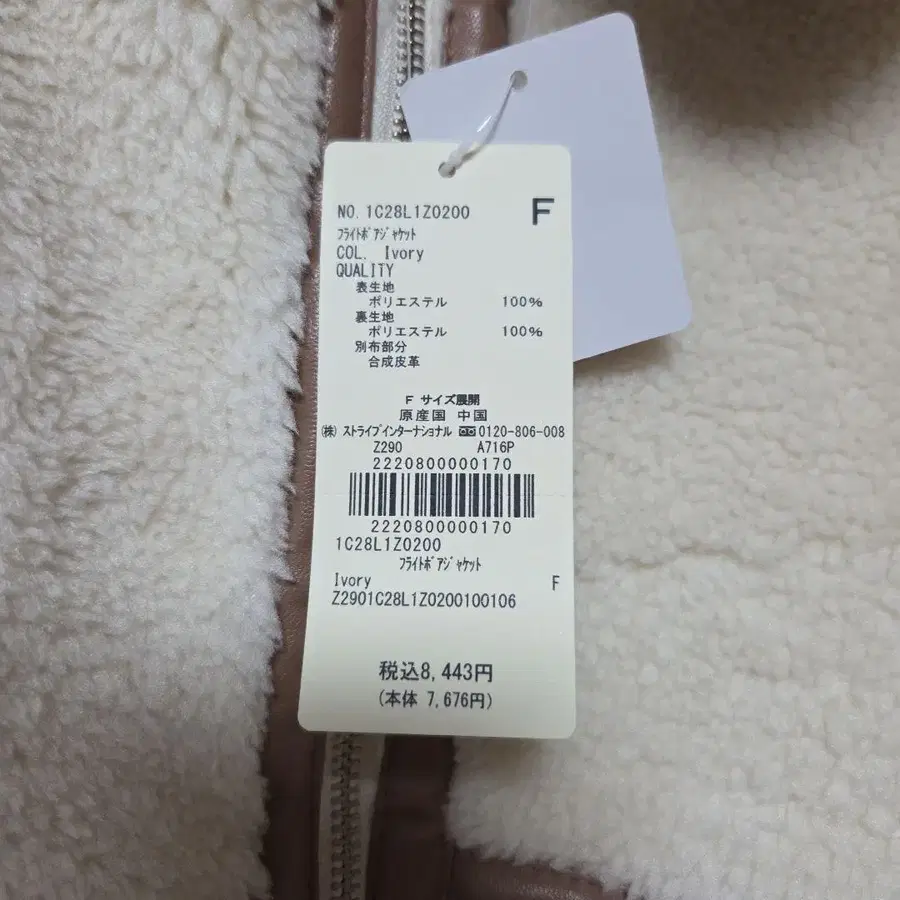 NO. 1C28L1Z0200 F
ﾌﾗｲﾄﾎﾞｱｼﾞｬｹｯﾄ
COL. Ivory
QUALITY
表生地
ポリエステル 100%
裏生地
ポリエステル 100%
別布部分
合成皮革
F サイズ展開
原産国 中国
㈱ ストライプインターナショナル 0120-806-008
Z290 A716P
2220800000170
2220800000170
1C28L1Z0200
ﾌﾗｲﾄﾎﾞｱｼﾞｬｹｯﾄ
Ivory F
Z2901C28L1Z0200100106
税込8,443円
(本体 7,676円)